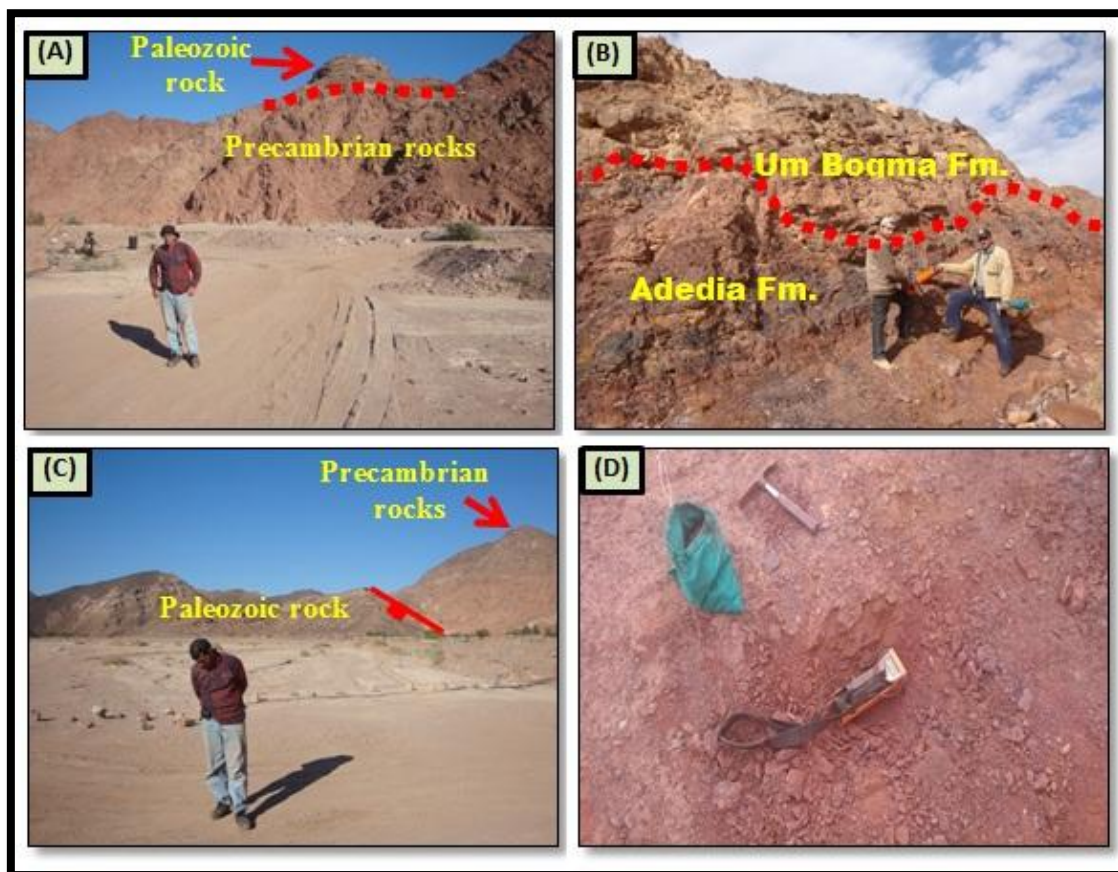 (A)
Paleozoic
rock
Precambrian rocks
(B)
Um Bogma Fm.
Adedia Fm.
(C)
Precambrian
rocks
Paleozoic rock
(D)